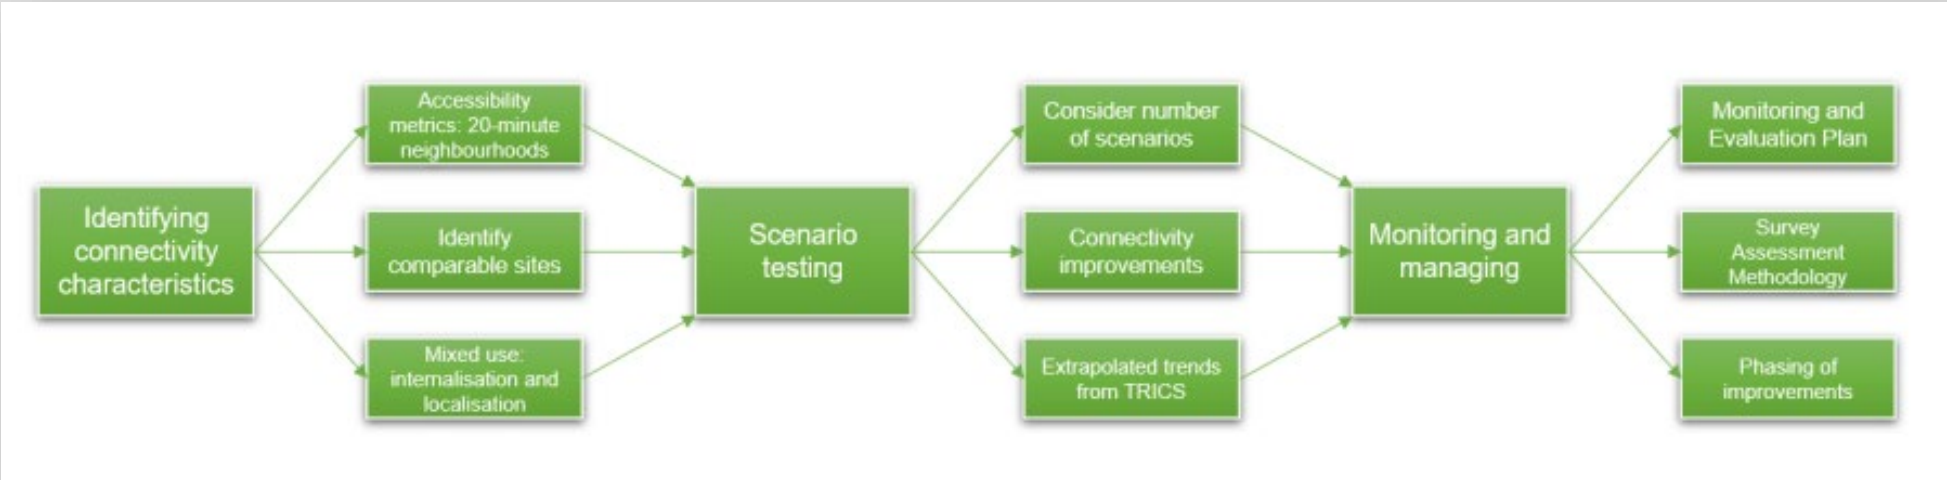 Identifying
connectivity
characteristics
Accessibility
metrics: 20-minute
neighbourhoods
Identify
comparable sites
Mixed use:
internalisation and
localisation
Scenario
testing
Consider number
of scenarios
Connectivity
improvements
Extrapolated trends
from TRICS
Monitoring and
managing
Monitoring and
Evaluation Plan
Survey
Assessment
Methodology
Phasing of
improvements